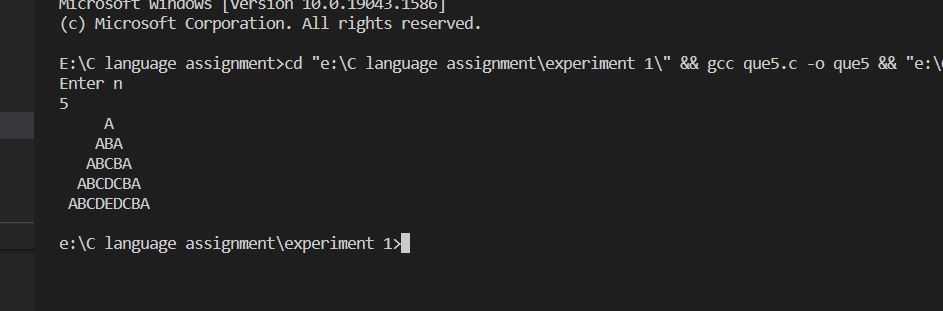 Microsoft Windows [Version 10.0.19043.1586]
(c) Microsoft Corporation. All rights reserved.
E:\C language assignment>cd "e:\C language assignment\experiment 1\" && gcc que5.c -o que5 && "e:\
Enter n
5
A
ABA
ABCBA
ABCDCBA
ABCDEDCBA
e:\C language assignment\experiment 1>